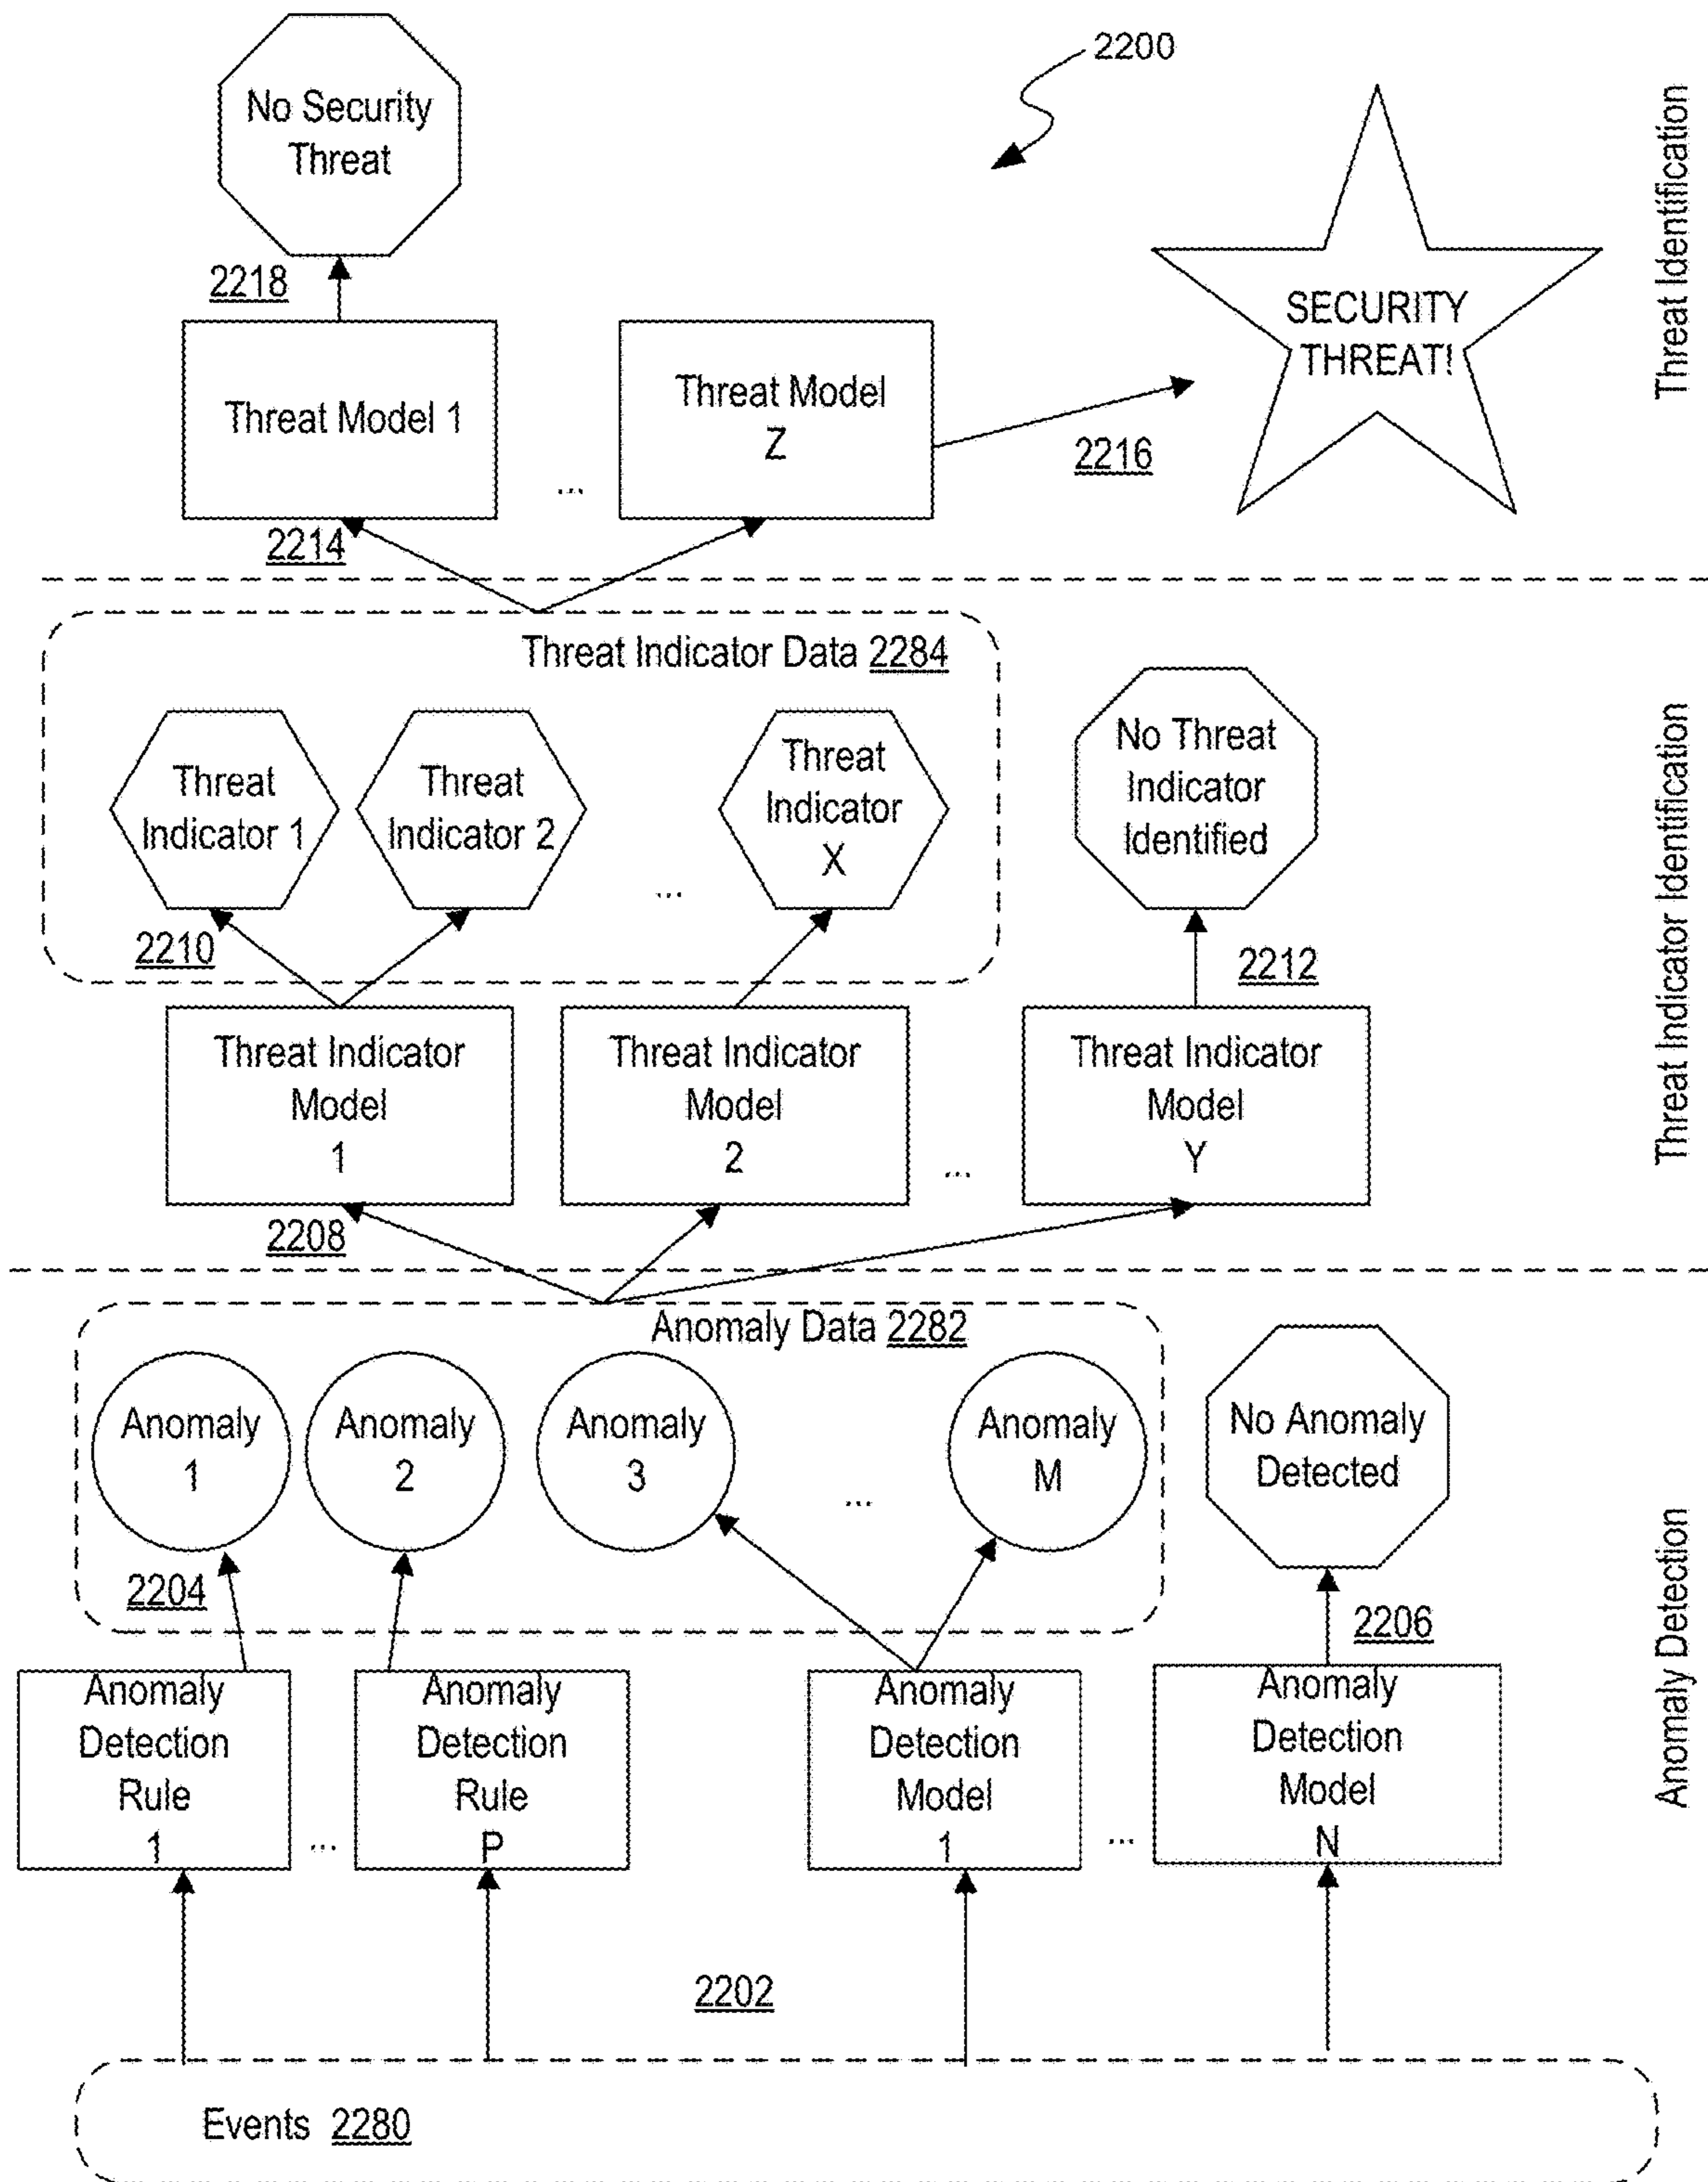 2200
No Security
Threat
2218
Threat Model 1
...
Threat Model
Z
2216
SECURITY
THREAT!
Threat Identification
2214
Threat Indicator Data 2284
Threat
Indicator 1
Threat
Indicator 2
...
Threat
Indicator
X
No Threat
Indicator
Identified
2210
2212
Threat Indicator
Model
1
Threat Indicator
Model
2
...
Threat Indicator
Model
Y
Threat Indicator Identification
2208
Anomaly Data 2282
Anomaly
1
Anomaly
2
Anomaly
3
...
Anomaly
M
No Anomaly
Detected
2204
2206
Anomaly
Detection
Rule
1
...
Anomaly
Detection
Rule
P
Anomaly
Detection
Model
1
...
Anomaly
Detection
Model
N
Anomaly Detection
2202
Events 2280